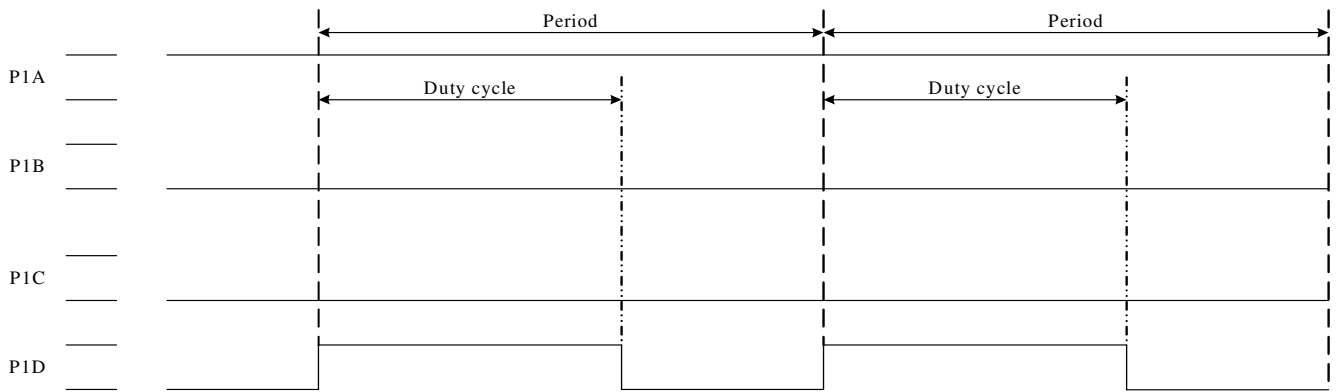 Period Period
P1A
Duty cycle Duty cycle
P1B
P1C
P1D